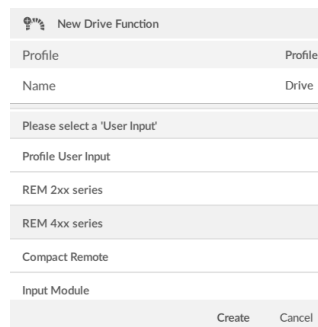 New Drive Function
Profile Profile
Name Drive
Please select a 'User Input'
Profile User Input
REM 2xx series
REM 4xx series
Compact Remote
Input Module
Create Cancel